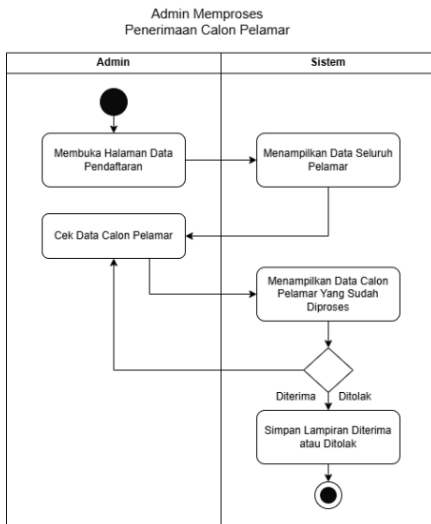 Admin Memproses
Penerimaan Calon Pelamar
Admin
Sistem
Membuka Halaman Data
Pendaftaran
Menampilkan Data Seluruh
Pelamar
Cek Data Calon Pelamar
Menampilkan Data Calon
Pelamar Yang Sudah
Diproses
Diterima
Ditolak
Simpan Lampiran Diterima
atau Ditolak